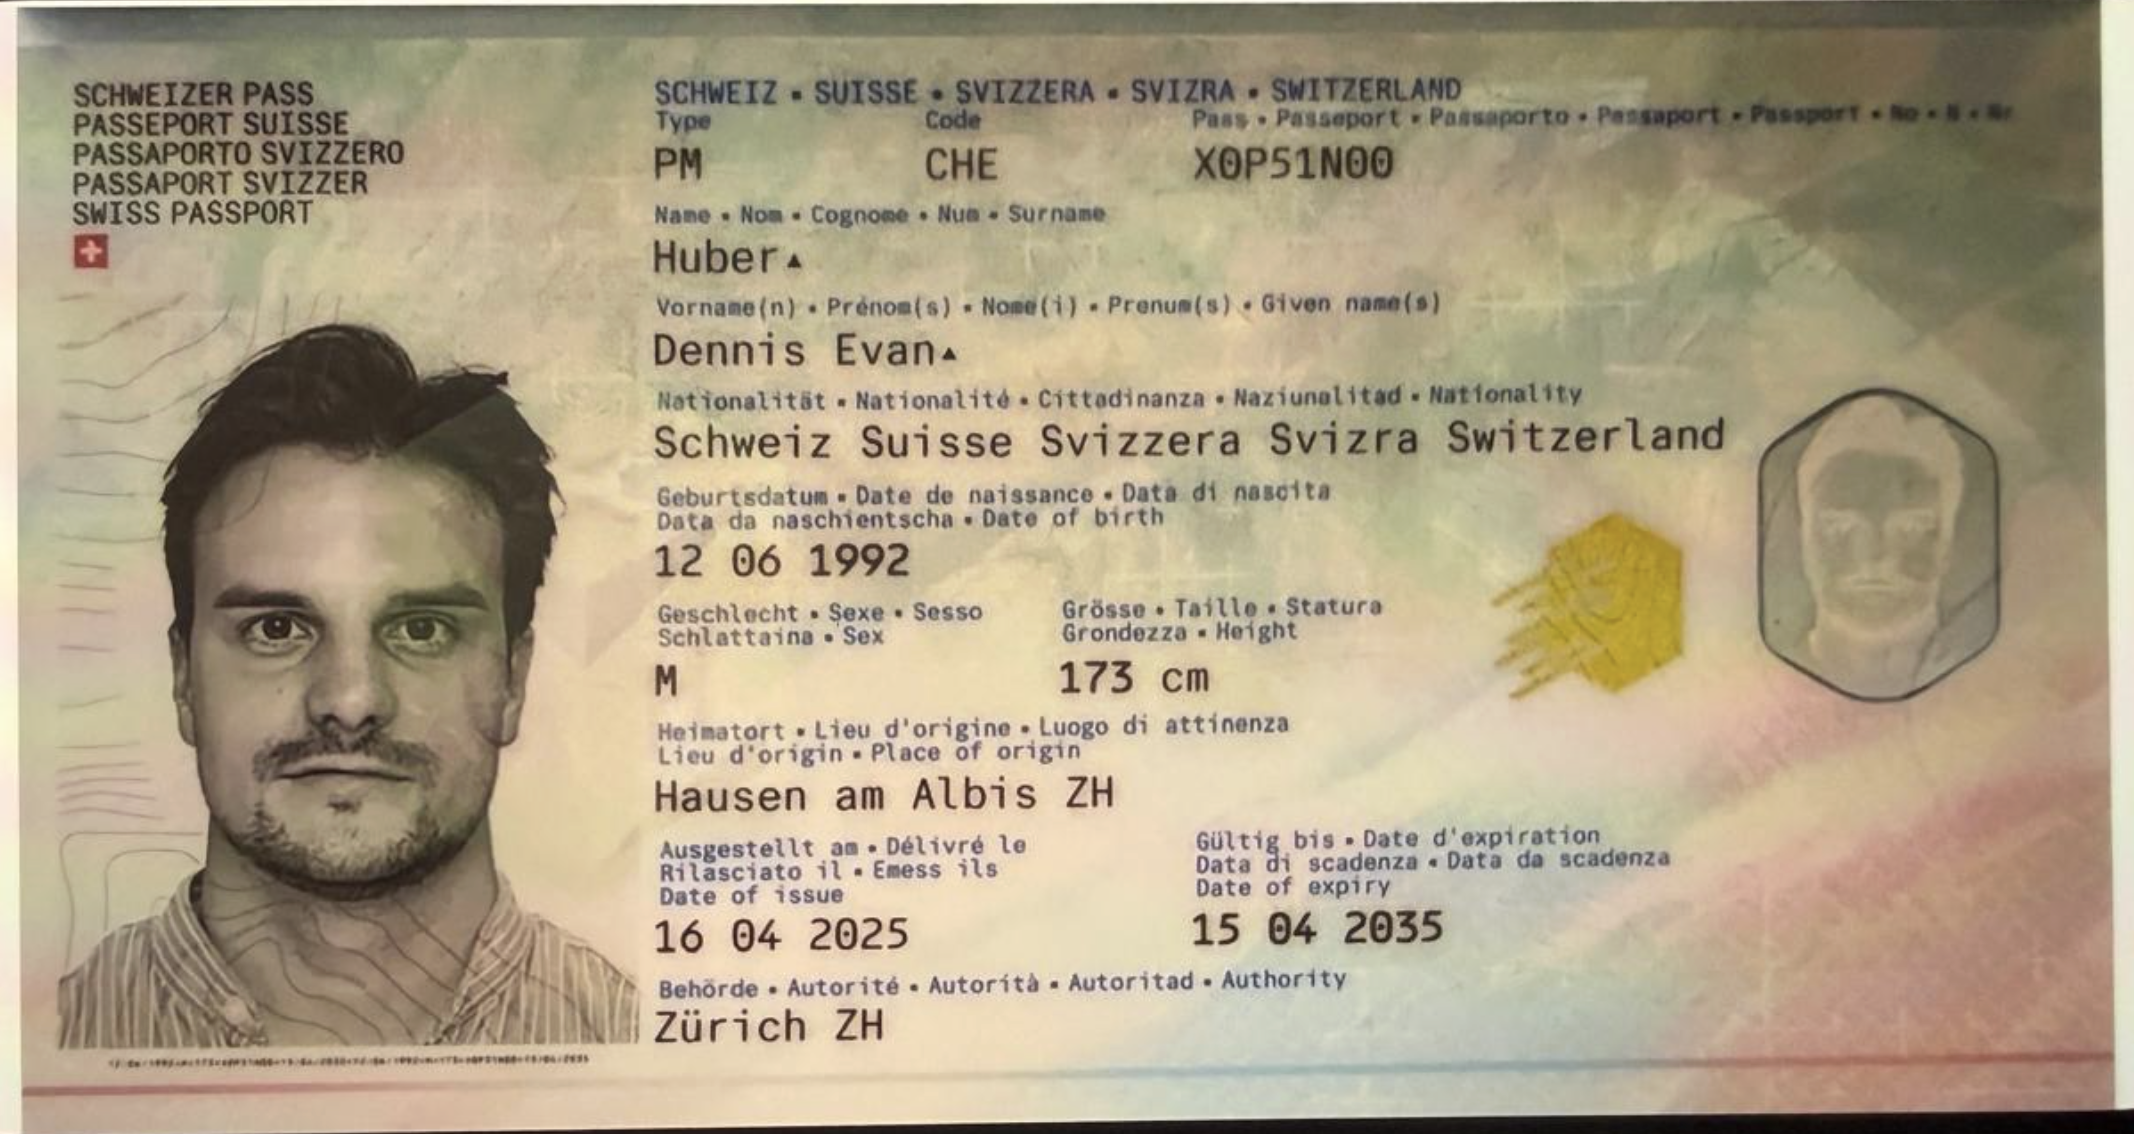 SCHWEIZER PASS
PASSEPORT SUISSE
PASSAPORTO SVIZZERO
PASSAPORT SVIZZER
SWISS PASSPORT
SCHWEIZ ▪ SUISSE ▪ SVIZZERA ▪ SVIZRA ▪ SWITZERLAND
Type Code Pass ▪ Passeport ▪ Passaporto ▪ Passaport ▪ Passport ▪ No ▪ N ▪ Nr
PM CHE X0P51N00
Name ▪ Nom ▪ Cognome ▪ Num ▪ Surname
Huber▲
Vorname(n) ▪ Prénom(s) ▪ Nome(i) ▪ Prenum(s) ▪ Given name(s)
Dennis Evan▲
Nationalität ▪ Nationalité ▪ Cittadinanza ▪ Naziunalitad ▪ Nationality
Schweiz Suisse Svizzera Svizra Switzerland
Geburtsdatum ▪ Date de naissance ▪ Data di nascita
Data da naschientscha ▪ Date of birth
12 06 1992
Geschlecht ▪ Sexe ▪ Sesso
Schlattaina ▪ Sex
Grösse ▪ Taille ▪ Statura
Grondezza ▪ Height
M 173 cm
Heimatort ▪ Lieu d'origine ▪ Luogo di attinenza
Lieu d'origin ▪ Place of origin
Hausen am Albis ZH
Ausgestellt am ▪ Délivré le
Rilasciato il ▪ Emess ils
Date of issue
Gültig bis ▪ Date d'expiration
Data di scadenza ▪ Data da scadenza
Date of expiry
16 04 2025 15 04 2035
Behörde ▪ Autorité ▪ Autorità ▪ Autoritad ▪ Authority
Zürich ZH